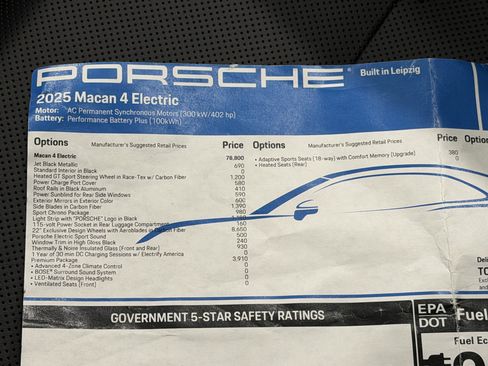 PORSCHE
Built in Leipzig
2025 Macan 4 Electric
Motor: AC Permanent Synchronous Motors (300 kW/402 hp)
Battery: Performance Battery Plus (100kWh)
Options Manufacturer's Suggested Retail Prices Price
Macan 4 Electric 78,800
Jet Black Metallic 690
Standard Interior in Black 0
Heated GT Sport Steering Wheel in Race-Tex w/ Carbon Fiber 1,200
Power Charge Port Cover 580
Roof Rails in Black Aluminum 410
Power Sunblind for Rear Side Windows 590
Exterior Mirrors in Exterior Color 600
Side Blades in Carbon Fiber 1,390
Sport Chrono Package 980
Light Strip with "PORSCHE" Logo in Black
115-volt Power Socket in Rear Luggage Compartment 160
22" Exclusive Design Wheels with Aeroblades in Carbon Fiber 8,650
Porsche Electric Sport Sound 500
Window Trim in High Gloss Black 240
Thermally & Noise Insulated Glass (Front and Rear) 930
1 Year of 30 min DC Charging Sessions w/ Electrify America 0
Premium Package 3,910
• Advanced 4-Zone Climate Control 0
• BOSE® Surround Sound System 0
• LED-Matrix Design Headlights 0
• Ventilated Seats (Front) 0
Options Manufacturer's Suggested Retail Prices Price
• Adaptive Sports Seats (18-way) with Comfort Memory (Upgrade) 380
• Heated Seats (Rear) 0
GOVERNMENT 5-STAR SAFETY RATINGS
EPA
DOT
Fuel
Fuel Ec